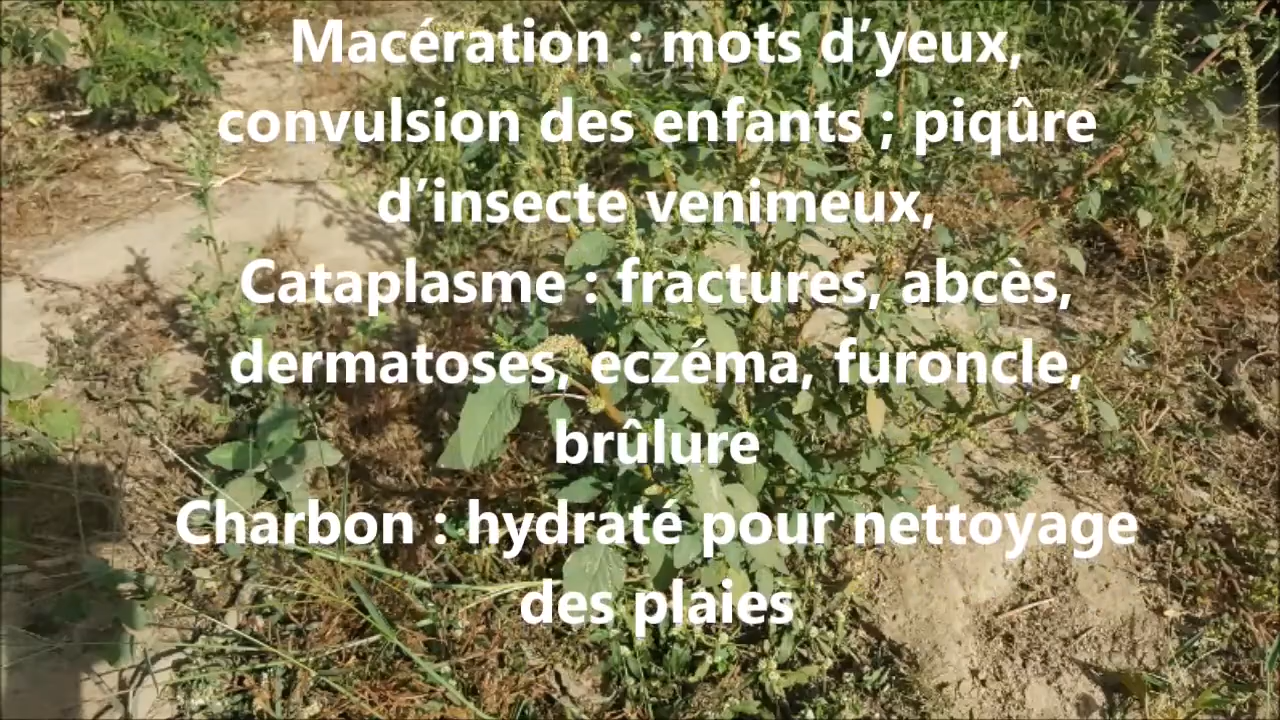 Macération : mots d’yeux,
convulsion des enfants ; piqûre
d’insecte venimeux,
Cataplasme : fractures, abcès,
dermatoses, eczéma, furoncle,
brûlure
Charbon : hydraté pour nettoyage
des plaies